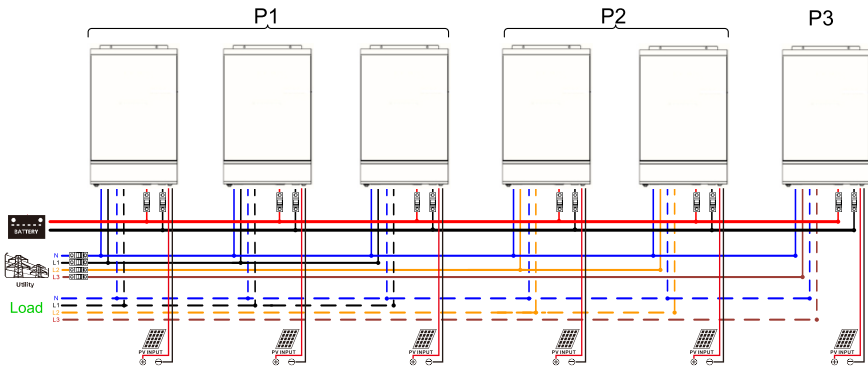 P1 P2 P3
BATTERY
N
L1
L2
L3
Utility
Load
N
L1
L2
L3
PV INPUT PV INPUT PV INPUT PV INPUT PV INPUT PV INPUT